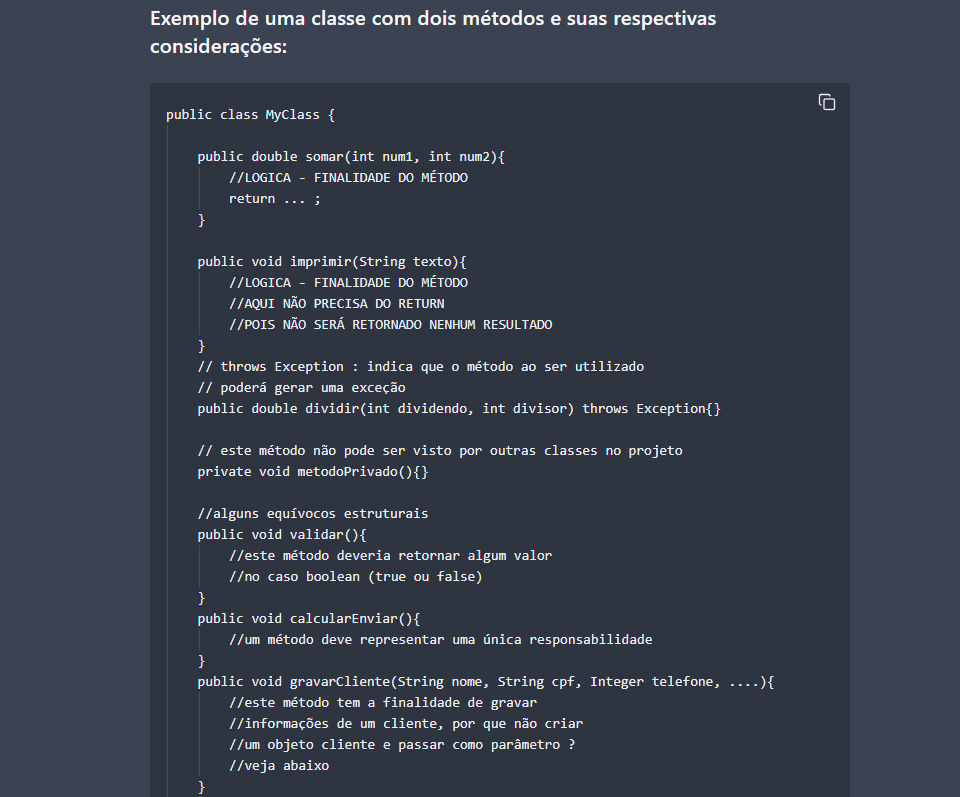 Exemplo de uma classe com dois métodos e suas respectivas
considerações:
public class MyClass {
public double somar(int num1, int num2){
//LOGICA - FINALIDADE DO MÉTODO
return ... ;
}
public void imprimir(String texto){
//LOGICA - FINALIDADE DO MÉTODO
//AQUI NÃO PRECISA DO RETURN
//POIS NÃO SERÁ RETORNADO NENHUM RESULTADO
}
// throws Exception : indica que o método ao ser utilizado
// poderá gerar uma exceção
public double dividir(int dividendo, int divisor) throws Exception{}
// este método não pode ser visto por outras classes no projeto
private void metodoPrivado(){}
//alguns equívocos estruturais
public void validar(){
//este método deveria retornar algum valor
//no caso boolean (true ou false)
}
public void calcularEnviar(){
//um método deve representar uma única responsabilidade
}
public void gravarCliente(String nome, String cpf, Integer telefone, ....){
//este método tem a finalidade de gravar
//informações de um cliente, por que não criar
//um objeto cliente e passar como parâmetro ?
//veja abaixo
}